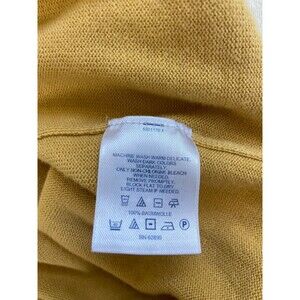 MACHINE WASH WARM DELICATE.
WASH DARK COLORS
SEPARATELY.
ONLY NON-CHLORINE BLEACH
WHEN NEEDED.
REMOVE PROMPTLY.
BLOCK FLAT TO DRY
LIGHT STEAM IF NEEDED.
100% BAUMWOLLE